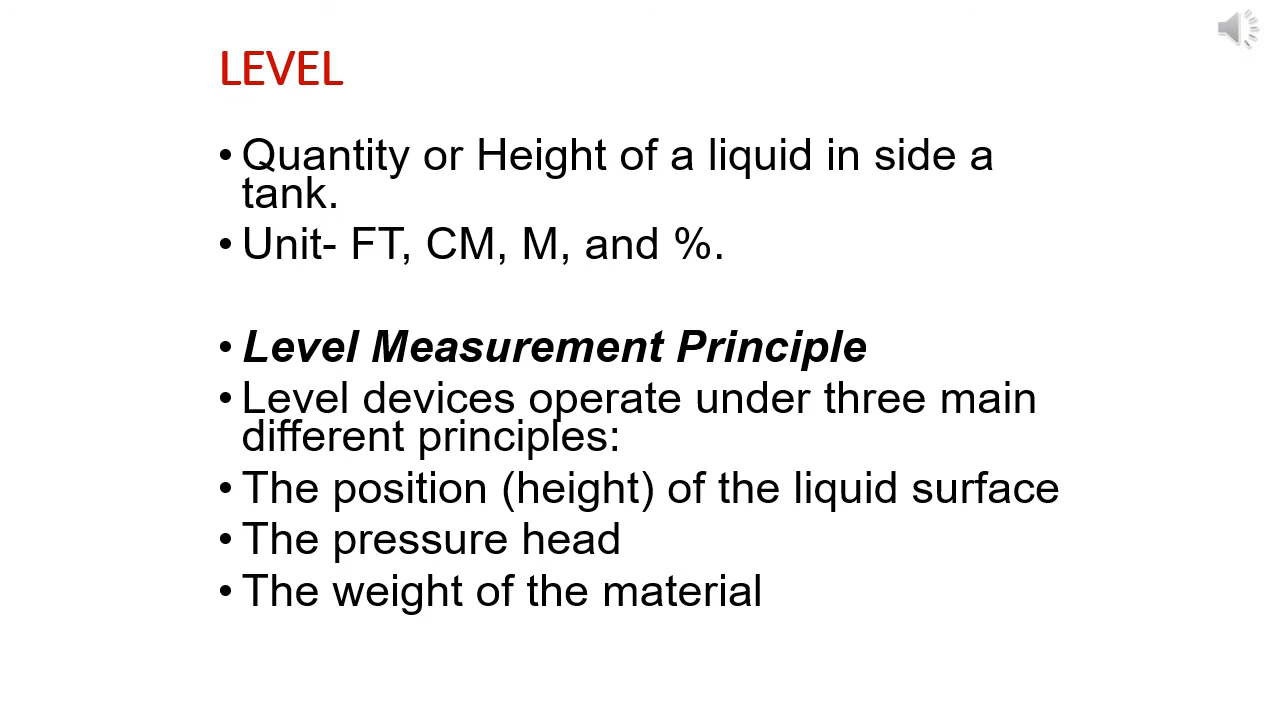 LEVEL
• Quantity or Height of a liquid in side a
tank.
• Unit- FT, CM, M, and %.
• Level Measurement Principle
• Level devices operate under three main
different principles:
• The position (height) of the liquid surface
• The pressure head
• The weight of the material